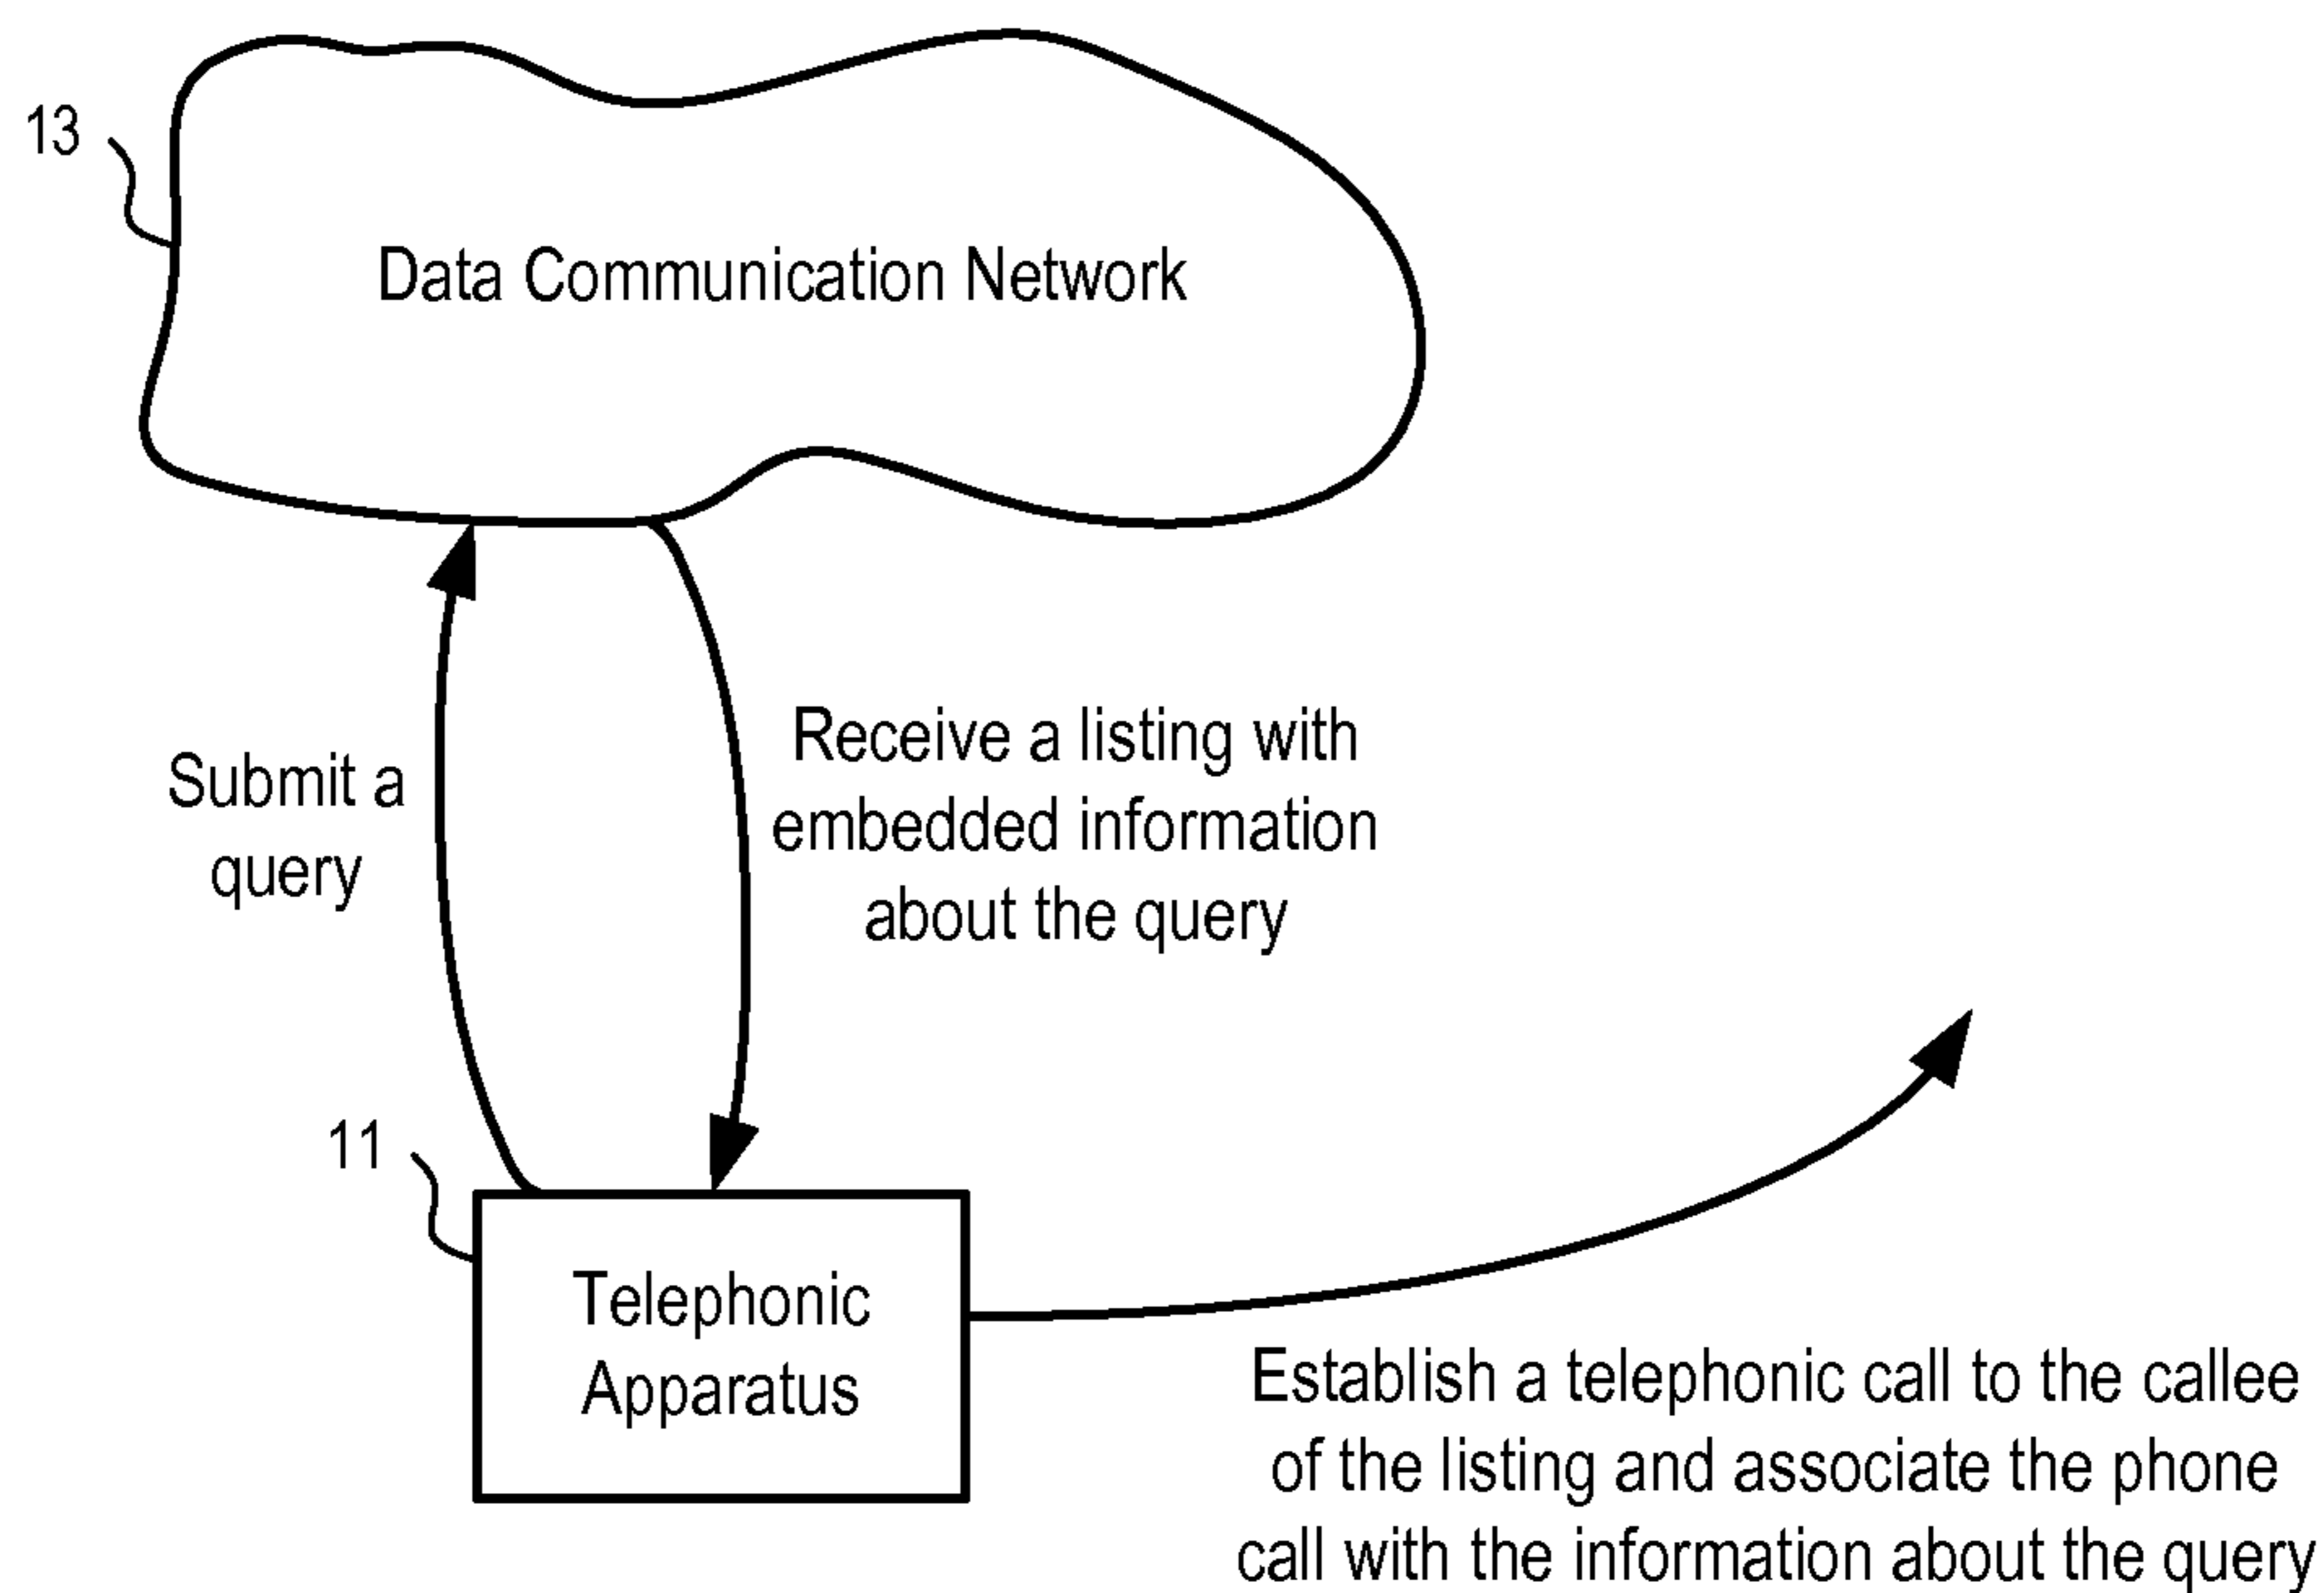 13
Data Communication Network
Submit a
query
Receive a listing with
embedded information
about the query
11
Telephonic
Apparatus
Establish a telephonic call to the callee
of the listing and associate the phone
call with the information about the query